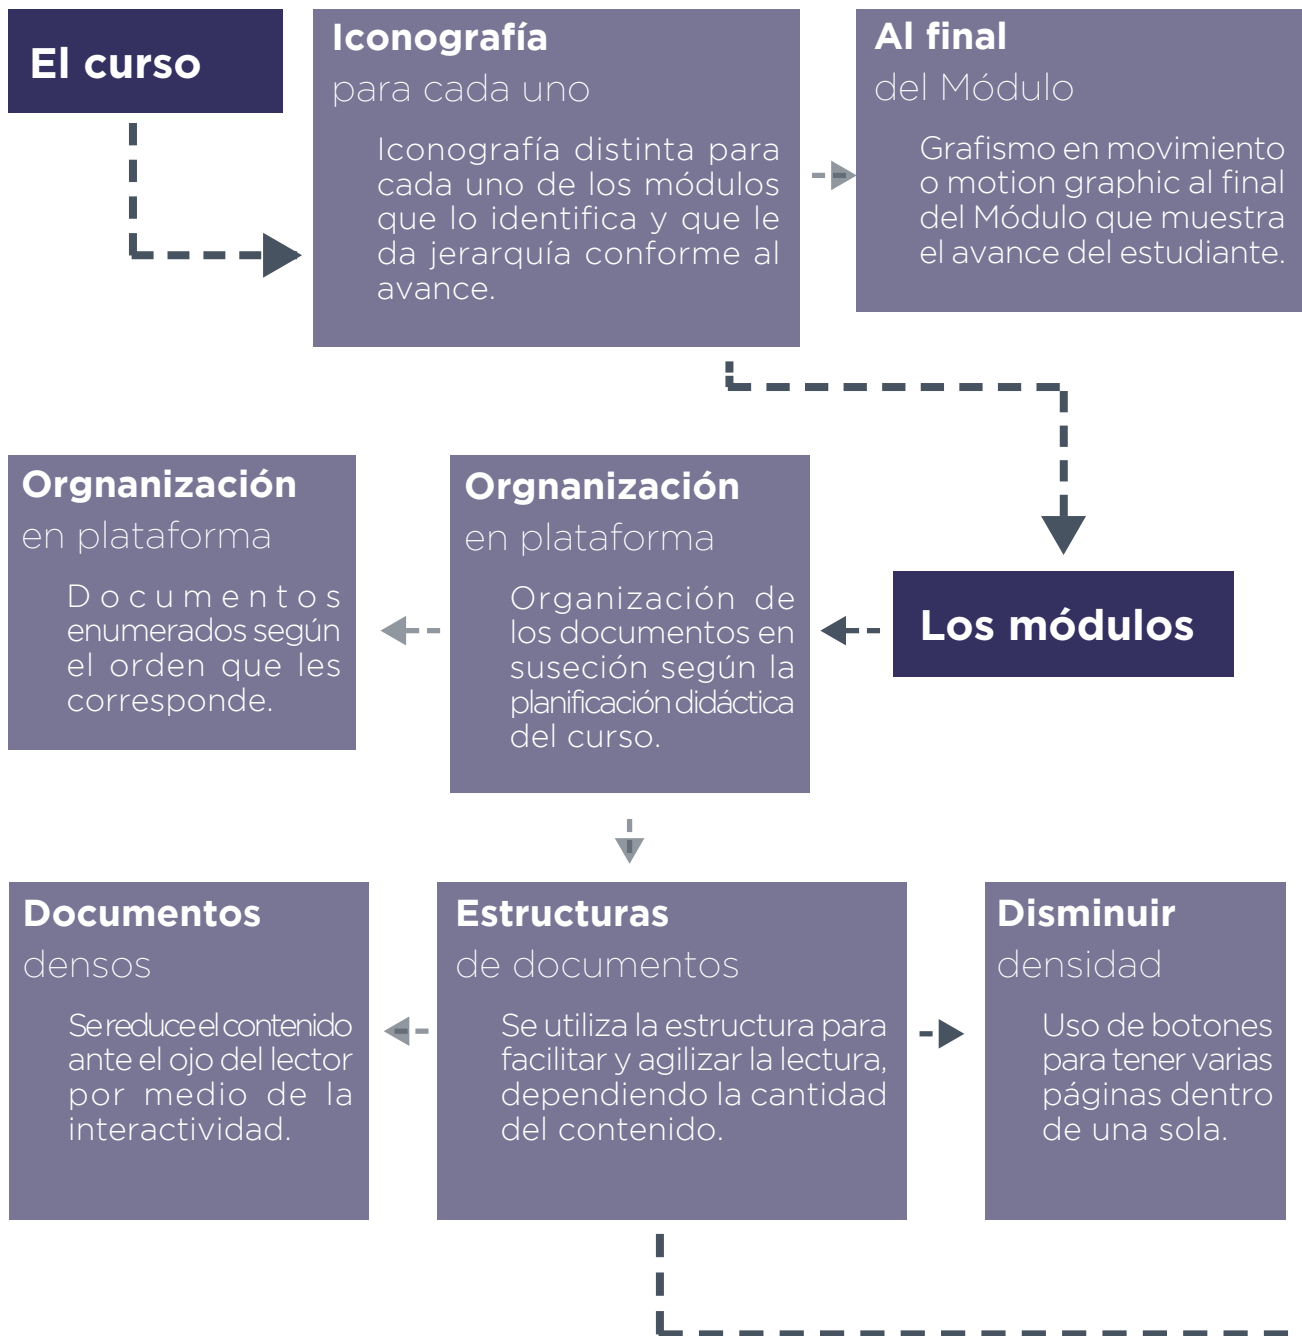 El curso
Iconografía
para cada uno
Iconografía distinta para
cada uno de los módulos
que lo identifica y que le
da jerarquía conforme al
avance.
Al final
del Módulo
Grafismo en movimiento
o motion graphic al final
del Módulo que muestra
el avance del estudiante.
Los módulos
Orgnanización
en plataforma
Organización de
los documentos en
suseción según la
planificación didáctica
del curso.
Orgnanización
en plataforma
Documentos
enumerados según
el orden que les
corresponde.
Documentos
densos
Se reduce el contenido
ante el ojo del lector
por medio de la
interactividad.
Estructuras
de documentos
Se utiliza la estructura para
facilitar y agilizar la lectura,
dependiendo la cantidad
del contenido.
Disminuir
densidad
Uso de botones
para tener varias
páginas dentro
de una sola.